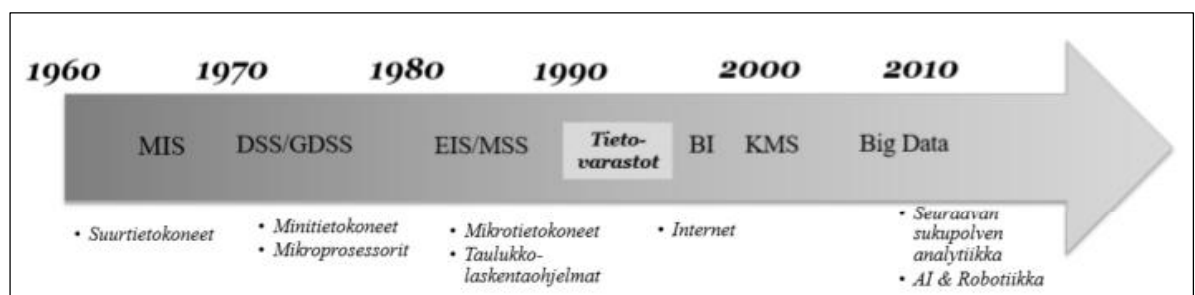 1960 1970 1980 1990 2000 2010
MIS DSS/GDSS EIS/MSS Tieto-
varastot BI KMS Big Data
• Suurtietokoneet
• Minitietokoneet
• Mikroprosessorit
• Mikrotietokoneet
• Taulukko-
laskentaohjelmat
• Internet
• Seuraavan
sukupolven
analytiikka
• AI & Robotiikka